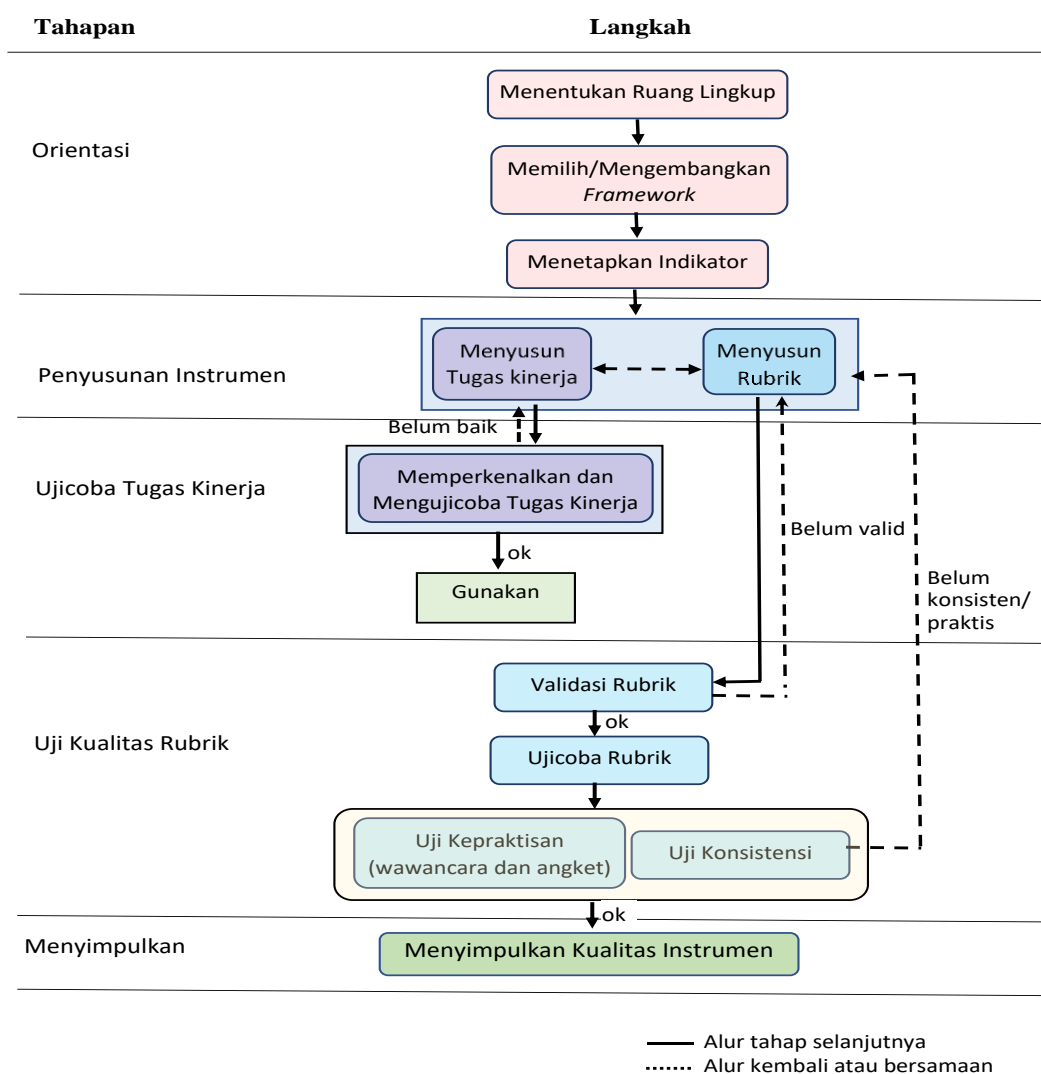 Tahapan
Langkah
Menentukan Ruang Lingkup
Orientasi
Memilih/Mengembangkan
Framework
Menetapkan Indikator
Penyusunan Instrumen
Menyusun
Tugas kinerja
Menyusun
Rubrik
Belum baik
Ujicoba Tugas Kinerja
Memperkenalkan dan
Mengujicoba Tugas Kinerja
Belum valid
ok
Gunakan
Belum
konsisten/
praktis
Validasi Rubrik
ok
Uji Kualitas Rubrik
Ujicoba Rubrik
Uji Kepraktisan
(wawancara dan angket)
Uji Konsistensi
ok
Menyimpulkan
Menyimpulkan Kualitas Instrumen
Alur tahap selanjutnya
Alur kembali atau bersamaan